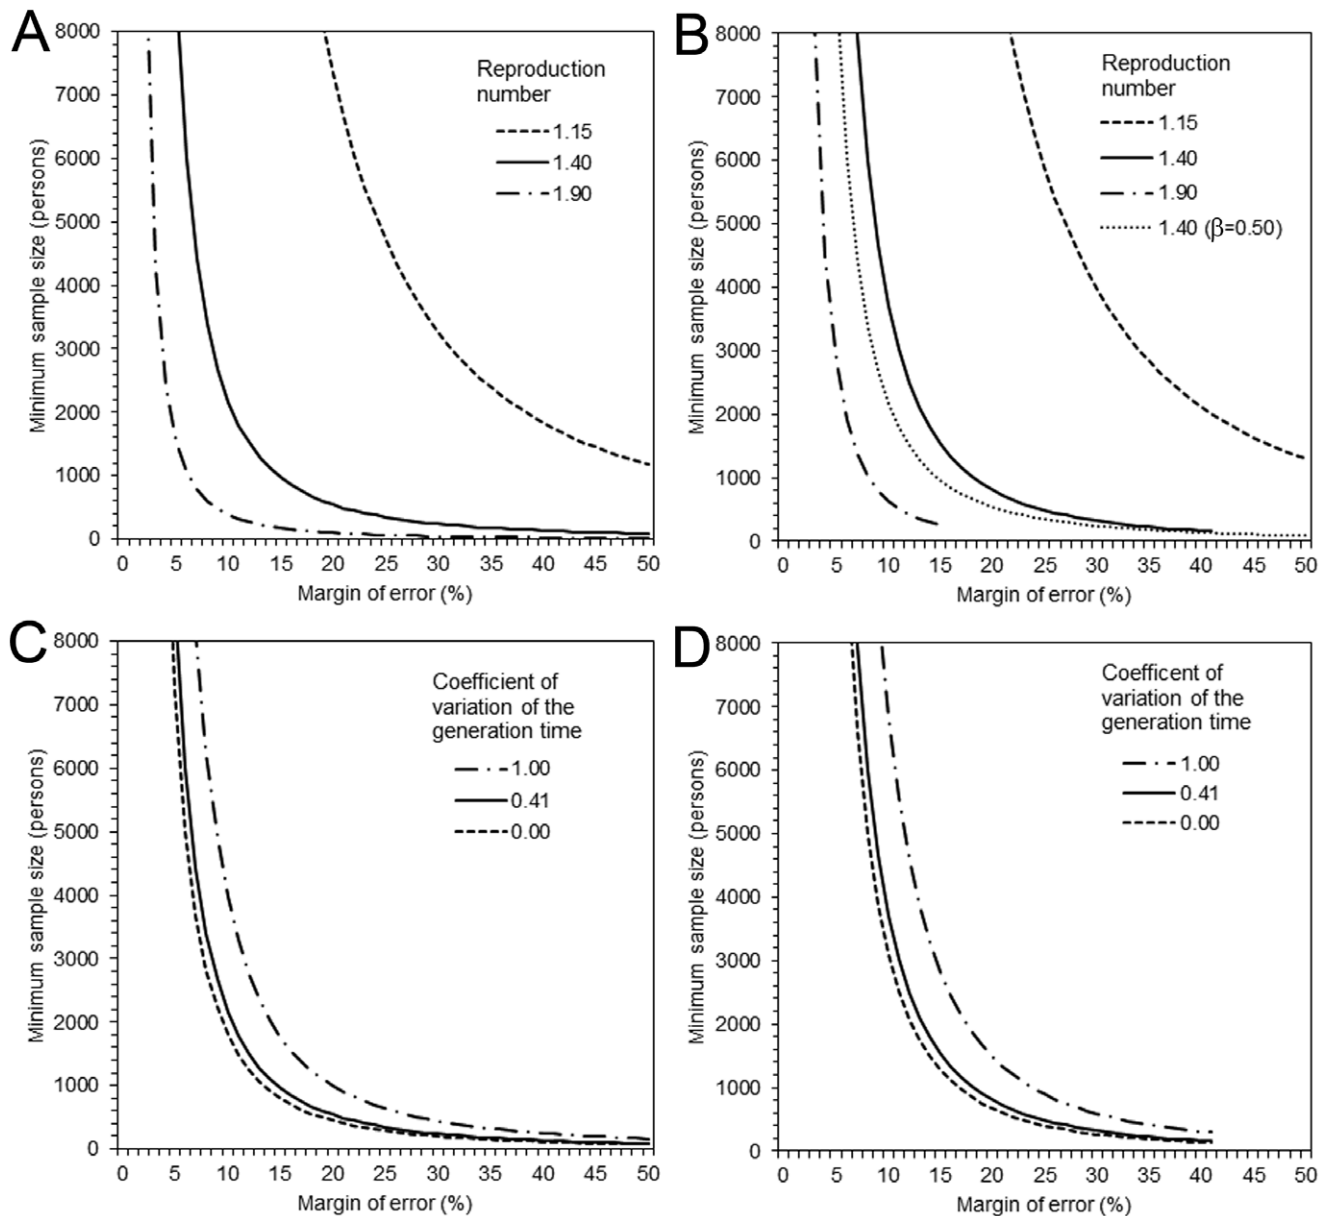 A
8000
7000
6000
5000
4000
3000
2000
1000
0
Minimum sample size (persons)
Reproduction
number
1.15
1.40
1.90
0 5 10 15 20 25 30 35 40 45 50
Margin of error (%)
B
8000
7000
6000
5000
4000
3000
2000
1000
0
Minimum sample size (persons)
Reproduction
number
1.15
1.40
1.90
1.40 (β=0.50)
0 5 10 15 20 25 30 35 40 45 50
Margin of error (%)
C
8000
7000
6000
5000
4000
3000
2000
1000
0
Minimum sample size (persons)
Coefficient of
variation of the
generation time
1.00
0.41
0.00
0 5 10 15 20 25 30 35 40 45 50
Margin of error (%)
D
8000
7000
6000
5000
4000
3000
2000
1000
0
Minimum sample size (persons)
Coefficent of
variation of the
generation time
1.00
0.41
0.00
0 5 10 15 20 25 30 35 40 45 50
Margin of error (%)